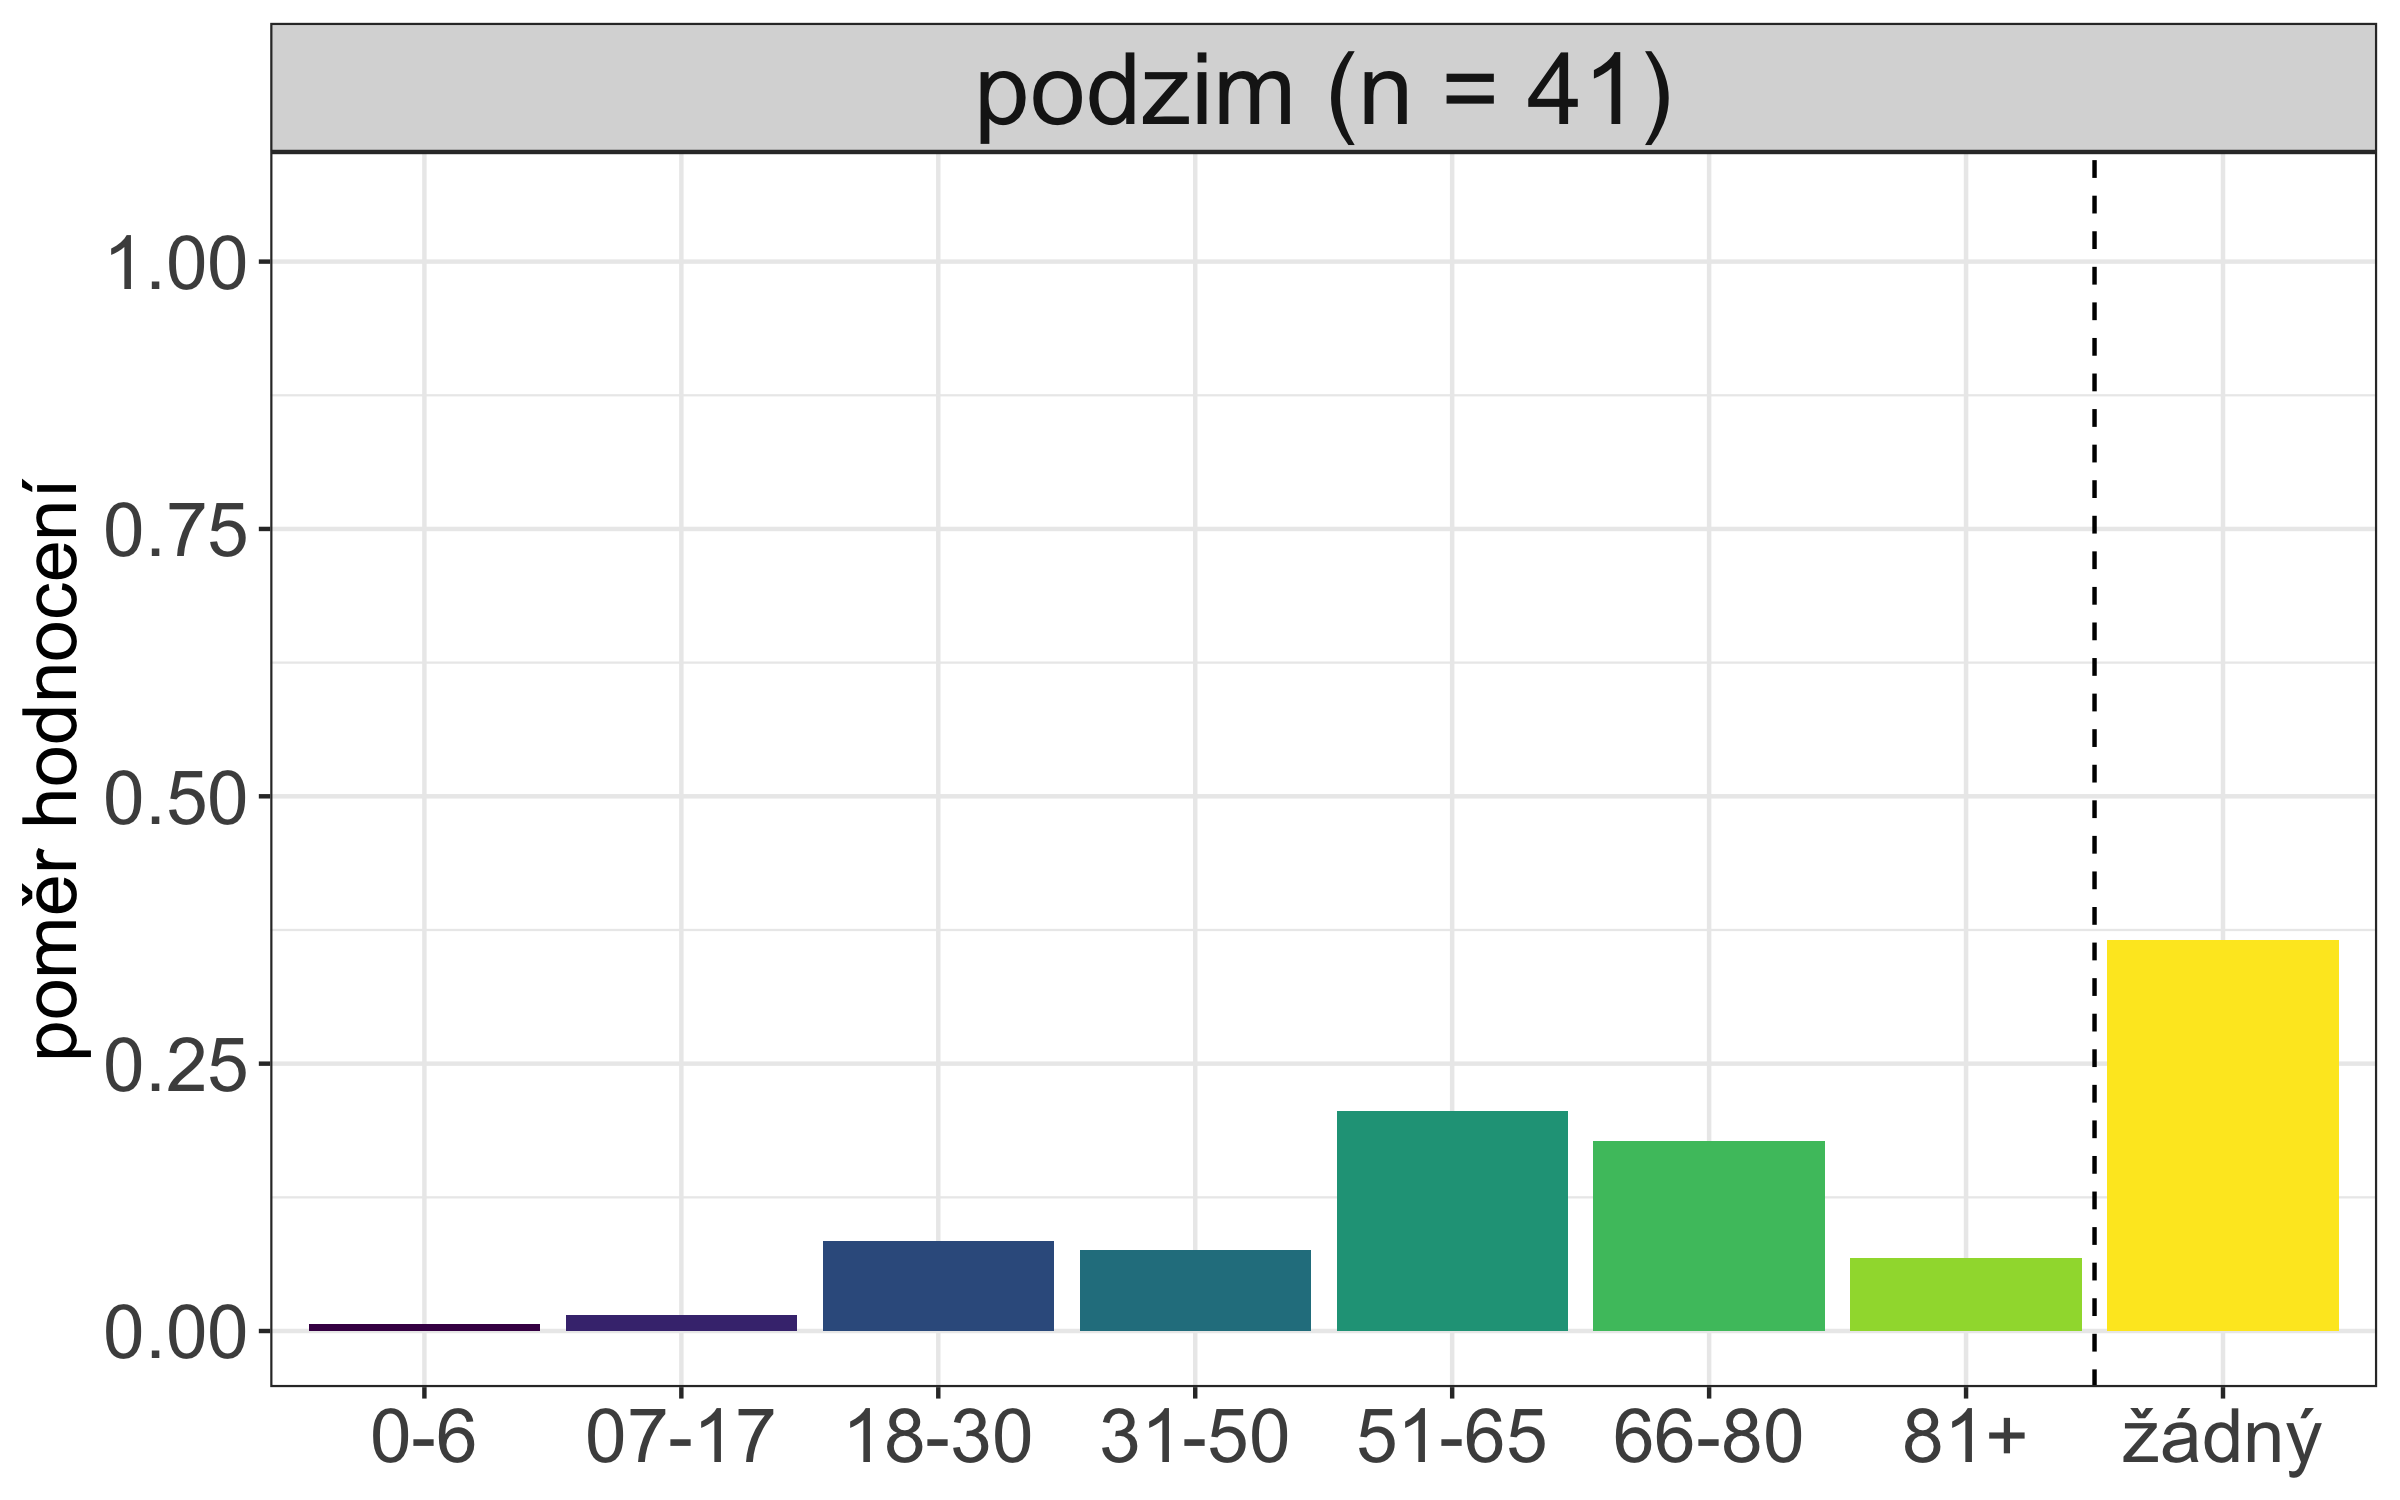 podzim (n = 41)
poměr hodnocení
1.00
0.75
0.50
0.25
0.00
0-6 07-17 18-30 31-50 51-65 66-80 81+ žádný